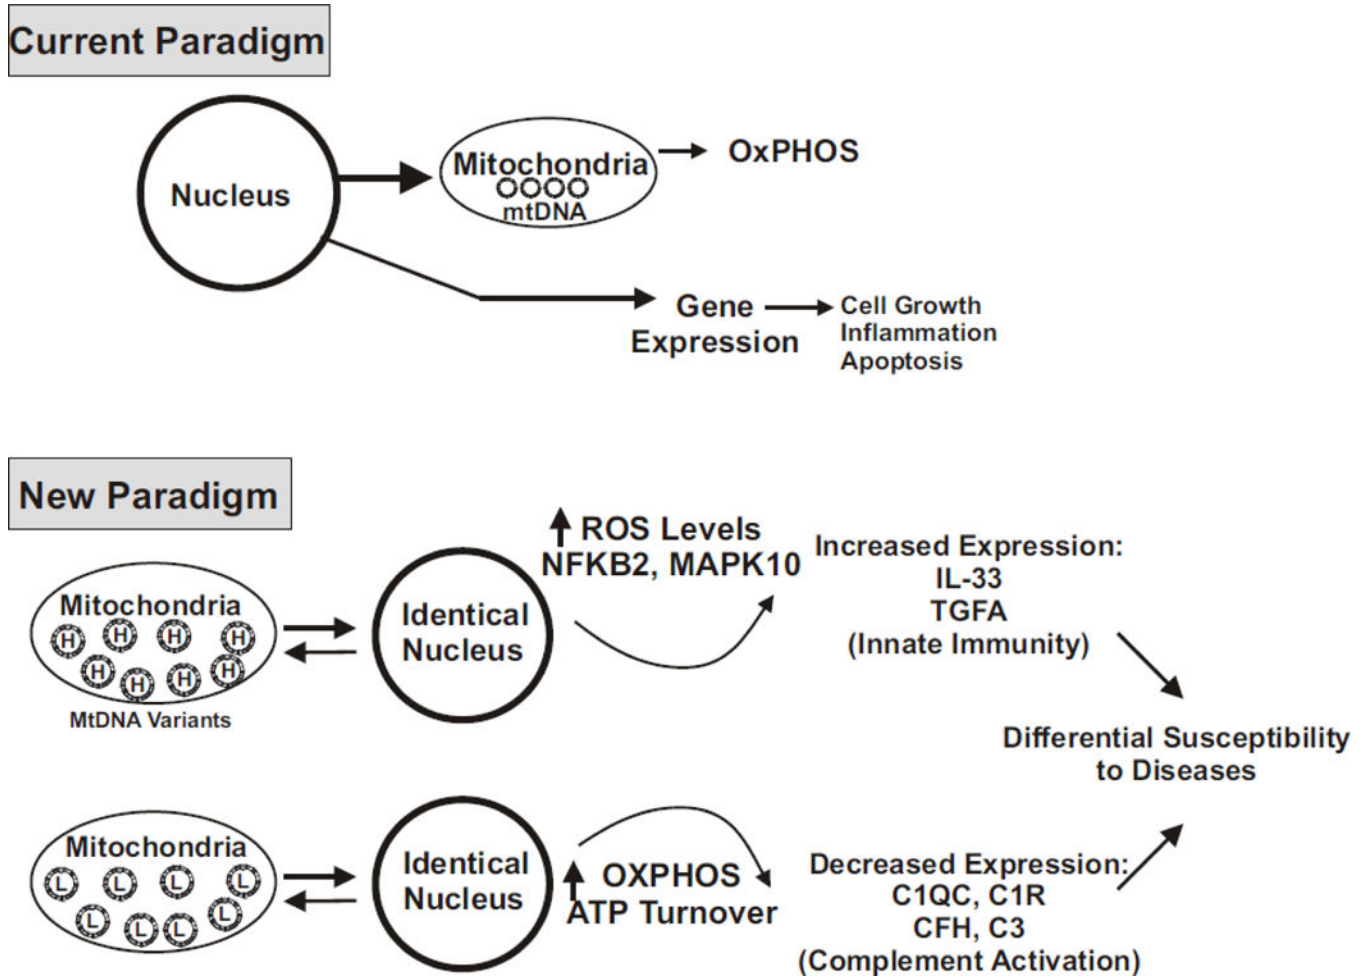 Current Paradigm
Nucleus
Mitochondria
mtDNA
OxPHOS
Gene
Expression
Cell Growth
Inflammation
Apoptosis
New Paradigm
Mitochondria
H H H H
H H H H
MtDNA Variants
Identical
Nucleus
ROS Levels
NFKB2, MAPK10
Increased Expression:
IL-33
TGFA
(Innate Immunity)
Differential Susceptibility
to Diseases
Mitochondria
L L L L
L L L L
Identical
Nucleus
OXPHOS
ATP Turnover
Decreased Expression:
C1QC, C1R
CFH, C3
(Complement Activation)